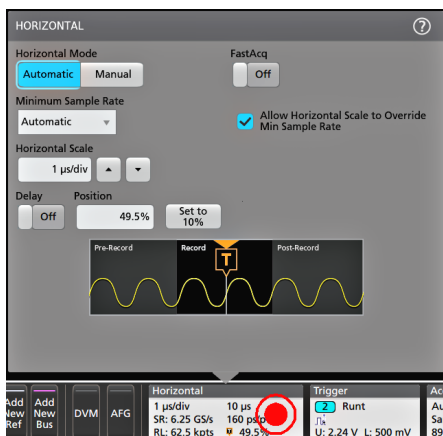 HORIZONTAL ?
Horizontal Mode
Automatic Manual
FastAcq
Off
Minimum Sample Rate
Automatic
Allow Horizontal Scale to Override
Min Sample Rate
Horizontal Scale
1 µs/div
Delay Position
Off 49.5% Set to
10%
Pre-Record Record Post-Record
T
Add
New
Ref
Add
New
Bus
DVM
AFG
Horizontal
1 µs/div 10 µs
SR: 6.25 GS/s 160 ps/p
RL: 62.5 kpts 49.5%
Trigger
2 Runt
U: 2.24 V L: 500 mV